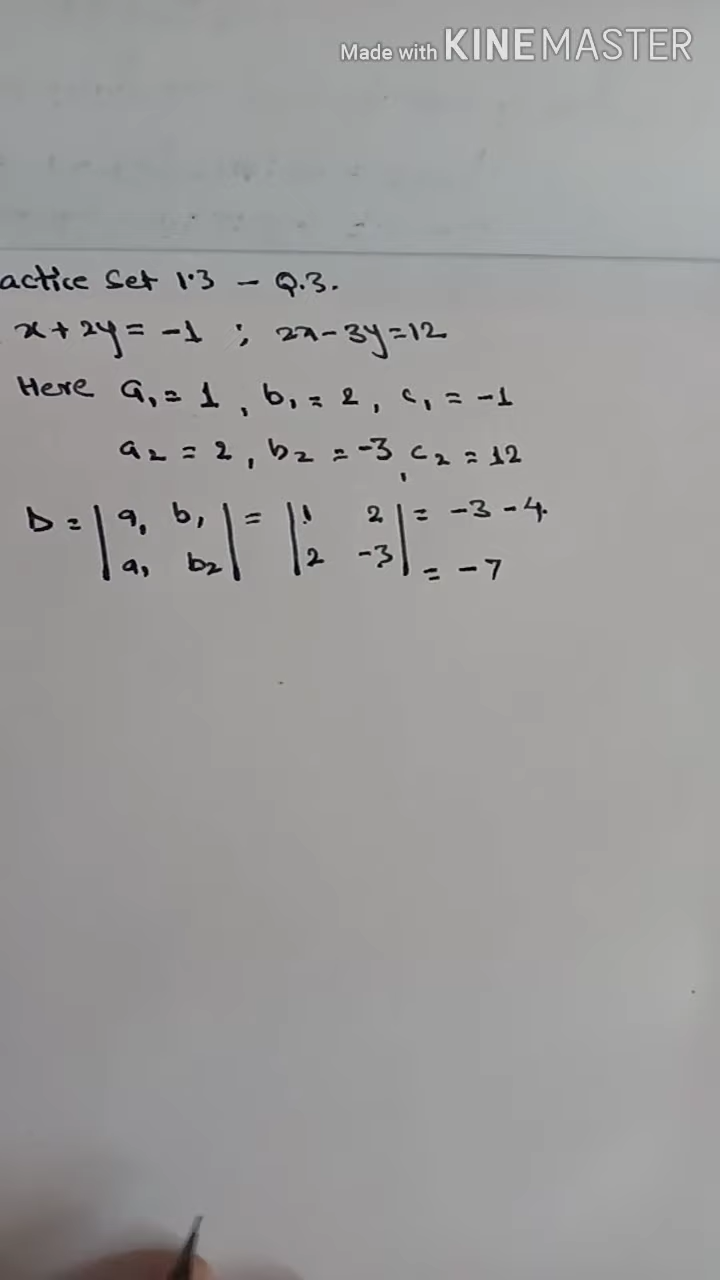 Made with KINEMASTER
actice Set 1.3 - Q.3.
x + 2y = -1 ; 2x - 3y = 12
Here a₁ = 1 , b₁ = 2 , c₁ = -1
a₂ = 2 , b₂ = -3 , c₂ = 12
D = | a₁ b₁ | = | 1 2 | = -3 - 4.
| a₁ b₂ | | 2 -3 | = -7